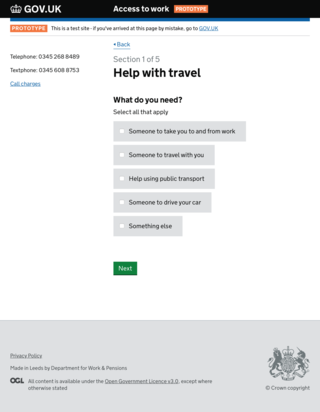 GOV.UK
Access to work PROTOTYPE
PROTOTYPE This is a test site - if you've arrived at this page by mistake, go to GOV.UK
Back
Telephone: 0345 268 8489
Textphone: 0345 608 8753
Call charges
Section 1 of 5
Help with travel
What do you need?
Select all that apply
Someone to take you to and from work
Someone to travel with you
Help using public transport
Someone to drive your car
Something else
Next
Privacy Policy
Made in Leeds by Department for Work & Pensions
OGL All content is available under the Open Government Licence v3.0, except where
otherwise stated
© Crown copyright